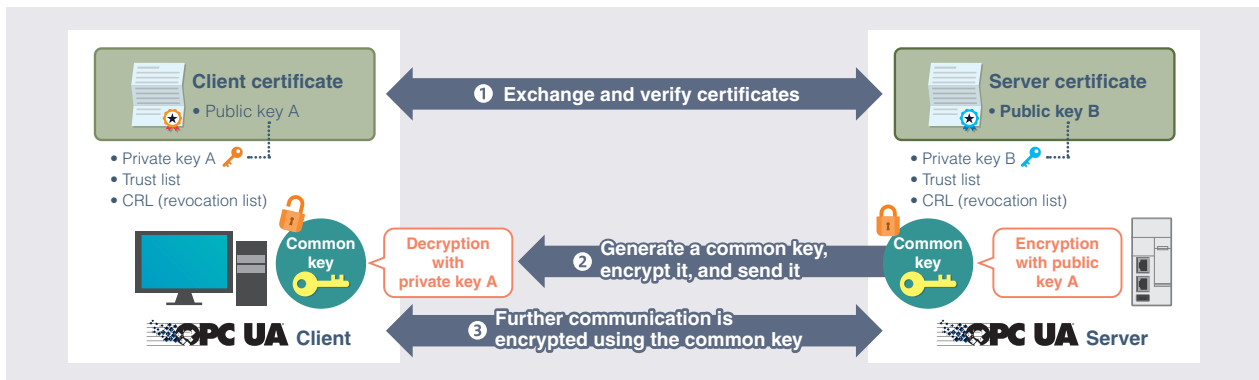 Client certificate
• Public key A
• Private key A
• Trust list
• CRL (revocation list)
❶ Exchange and verify certificates
Server certificate
• Public key B
• Private key B
• Trust list
• CRL (revocation list)
Common
key
Decryption
with
private key A
❷ Generate a common key,
encrypt it, and send it
Common
key
Encryption
with public
key A
OPC UA Client
❸ Further communication is
encrypted using the common key
OPC UA Server